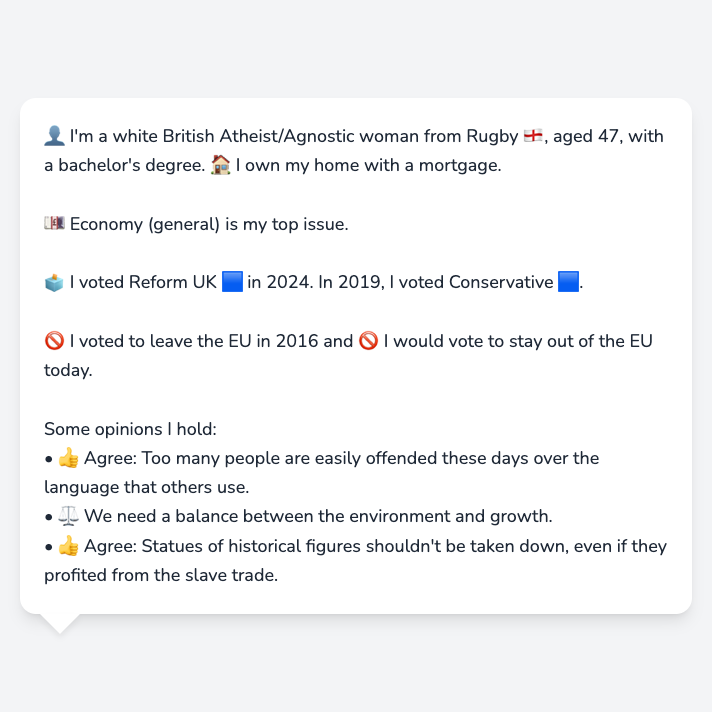 👤 I'm a white British Atheist/Agnostic woman from Rugby 🏴󠁧󠁢󠁥󠁮󠁧󠁿, aged 47, with
a bachelor's degree. 🏠 I own my home with a mortgage.
💷 Economy (general) is my top issue.
🗳️ I voted Reform UK 🟦 in 2024. In 2019, I voted Conservative 🟦.
🚫 I voted to leave the EU in 2016 and 🚫 I would vote to stay out of the EU
today.
Some opinions I hold:
• 👍 Agree: Too many people are easily offended these days over the
language that others use.
• ⚖️ We need a balance between the environment and growth.
• 👍 Agree: Statues of historical figures shouldn't be taken down, even if they
profited from the slave trade.